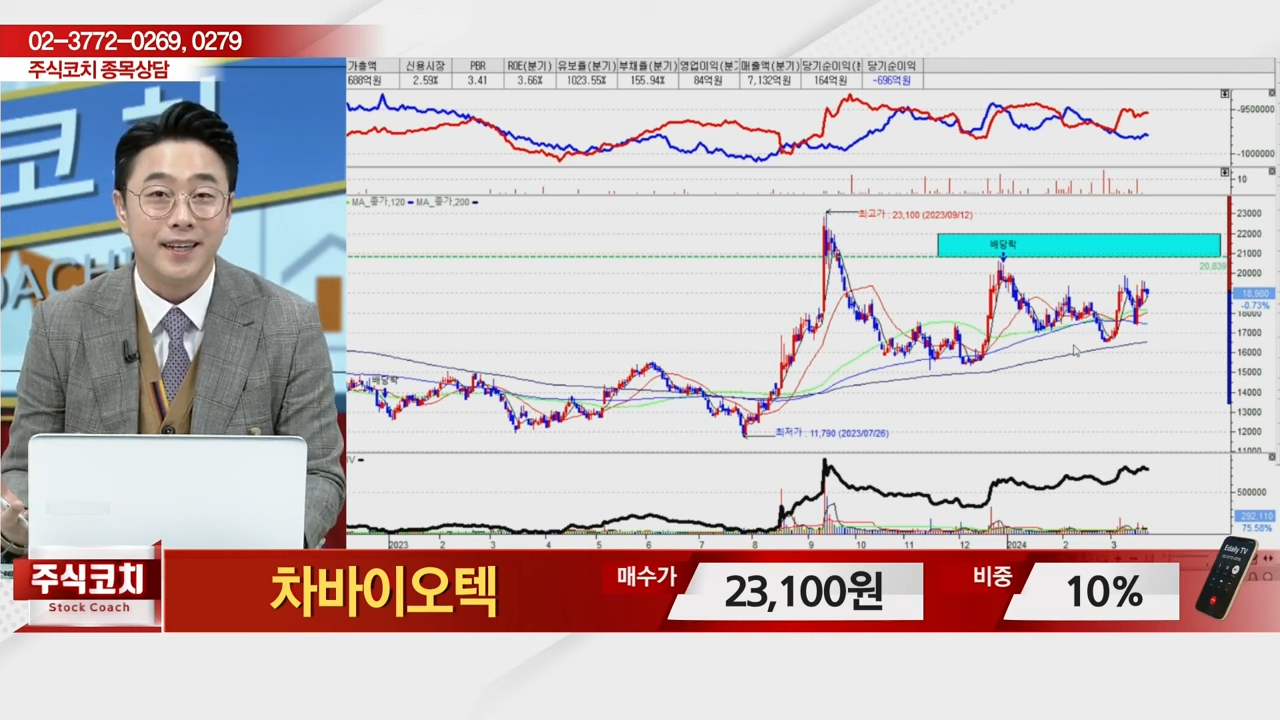 02-3772-0269, 0279
주식코치 종목상담
코치
OACHI
가총액 신용시장 PBR ROE(분기) 유보율(분기) 부채율(분기) 영업이익(분기 매출액(분기) 당기순이익(분 당기순이익
688억원 2.59% 3.41 3.66% 1023.55% 155.94% 84억원 7,132억원 164억원 -696억원
-9500000
-1000000
10
MA_종가,120 MA_종가,200
최고가 : 23,100 (2023/09/12)
배당락
배당락
최저가 : 11,790 (2023/07/26)
23000
22000
21000
20,839
20000
18,980
-0.73%
18000
17000
16000
15000
14000
13000
12000
11000
500000
292,110
75.58%
2023 2 3 4 5 6 7 8 9 10 11 12 2024 2 3
주식코치
Stock Coach
차바이오텍
매수가 23,100원
비중 10%
Edaily TV